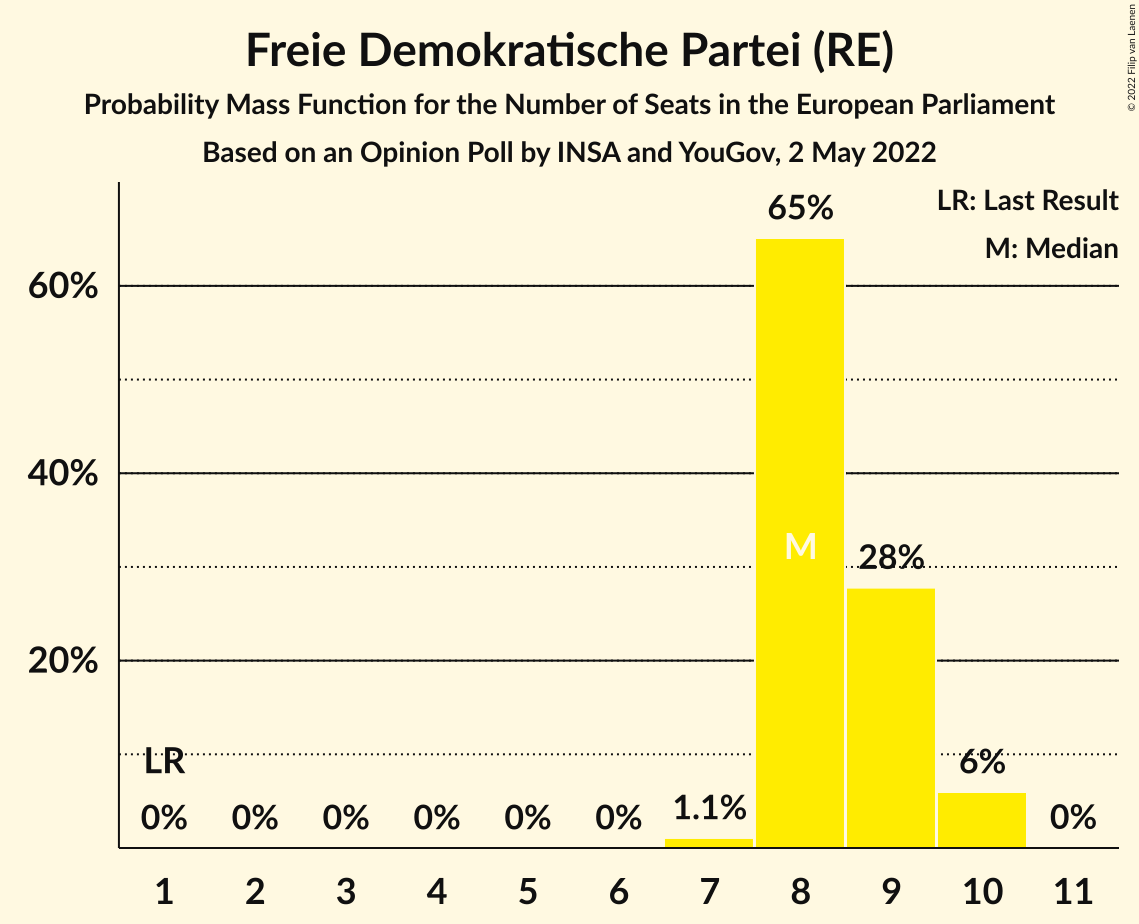 Freie Demokratische Partei (RE)
Probability Mass Function for the Number of Seats in the European Parliament
Based on an Opinion Poll by INSA and YouGov, 2 May 2022
© 2022 Filip van Laenen
LR: Last Result
M: Median
65%
60%
40%
M
28%
20%
LR
6%
0%
0%
0%
0%
0%
0%
1.1%
0%
1 2 3 4 5 6 7 8 9 10 11